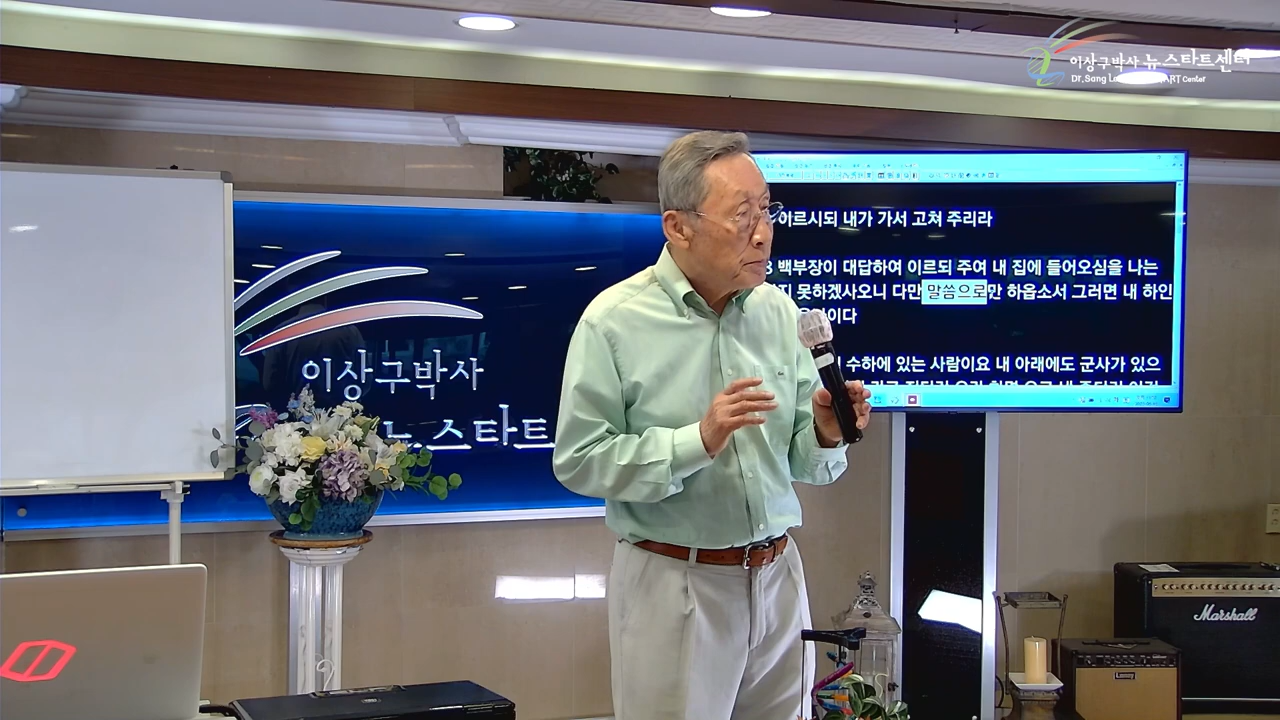 이상구박사 뉴스타트센터
Dr. Sang
Center
이르시되 내가 가서 고쳐 주리라
백부장이 대답하여 이르되 주여 내 집에 들어오심을 나는
못하겠사오니 다만 말씀으로만 하옵소서 그러면 내 하인
수하에 있는 사람이요 내 아래에도 군사가 있으
이상구박사
뉴스타트
Marshall
Laney